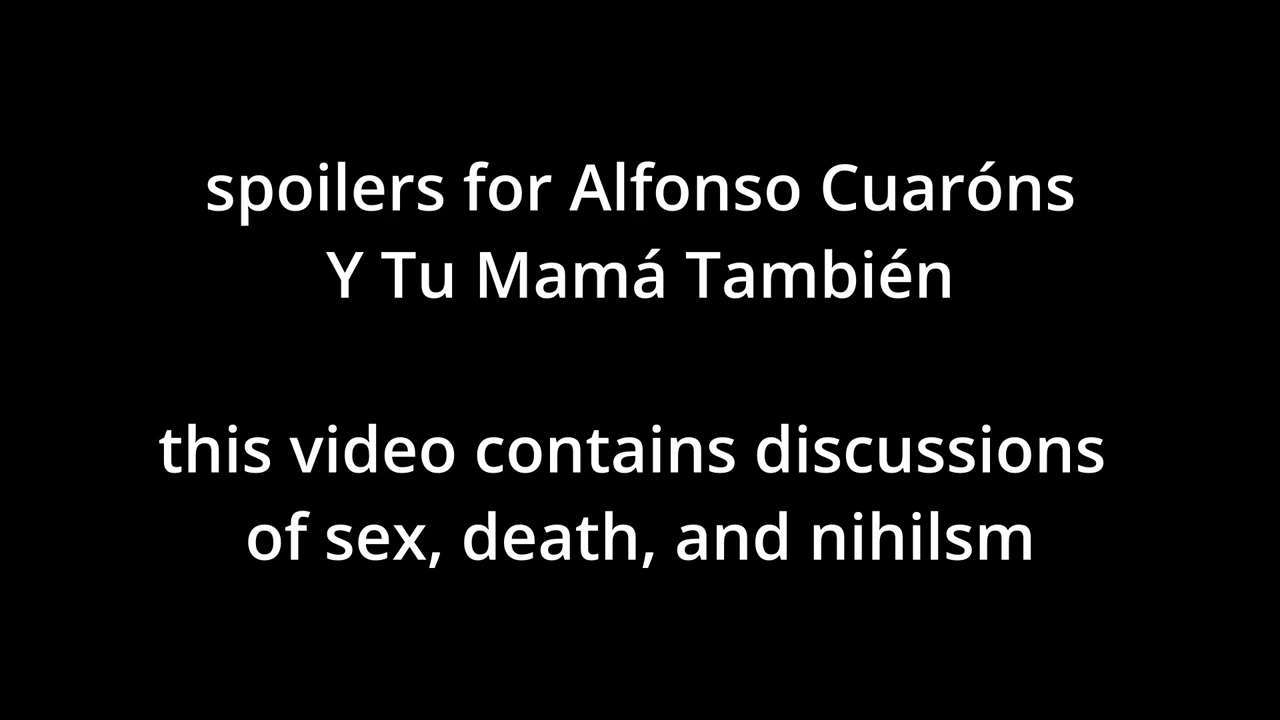 spoilers for Alfonso Cuaróns
Y Tu Mamá También
this video contains discussions
of sex, death, and nihilsm